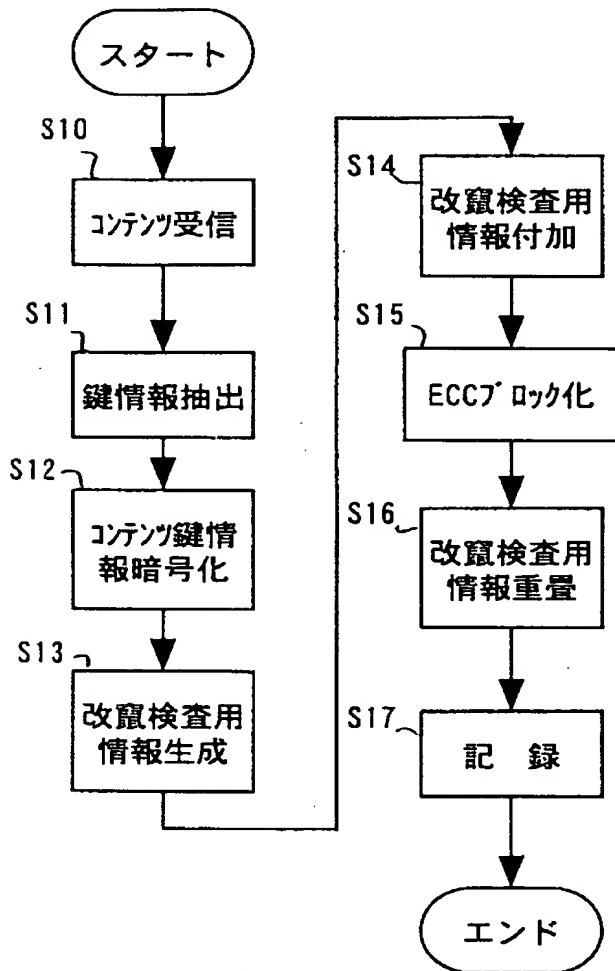 スタート
S10
コンテンツ受信
S11
鍵情報抽出
S12
コンテンツ鍵情
報暗号化
S13
改竄検査用
情報生成
S14
改竄検査用
情報付加
S15
ECCブロック化
S16
改竄検査用
情報重畳
S17
記 録
エンド